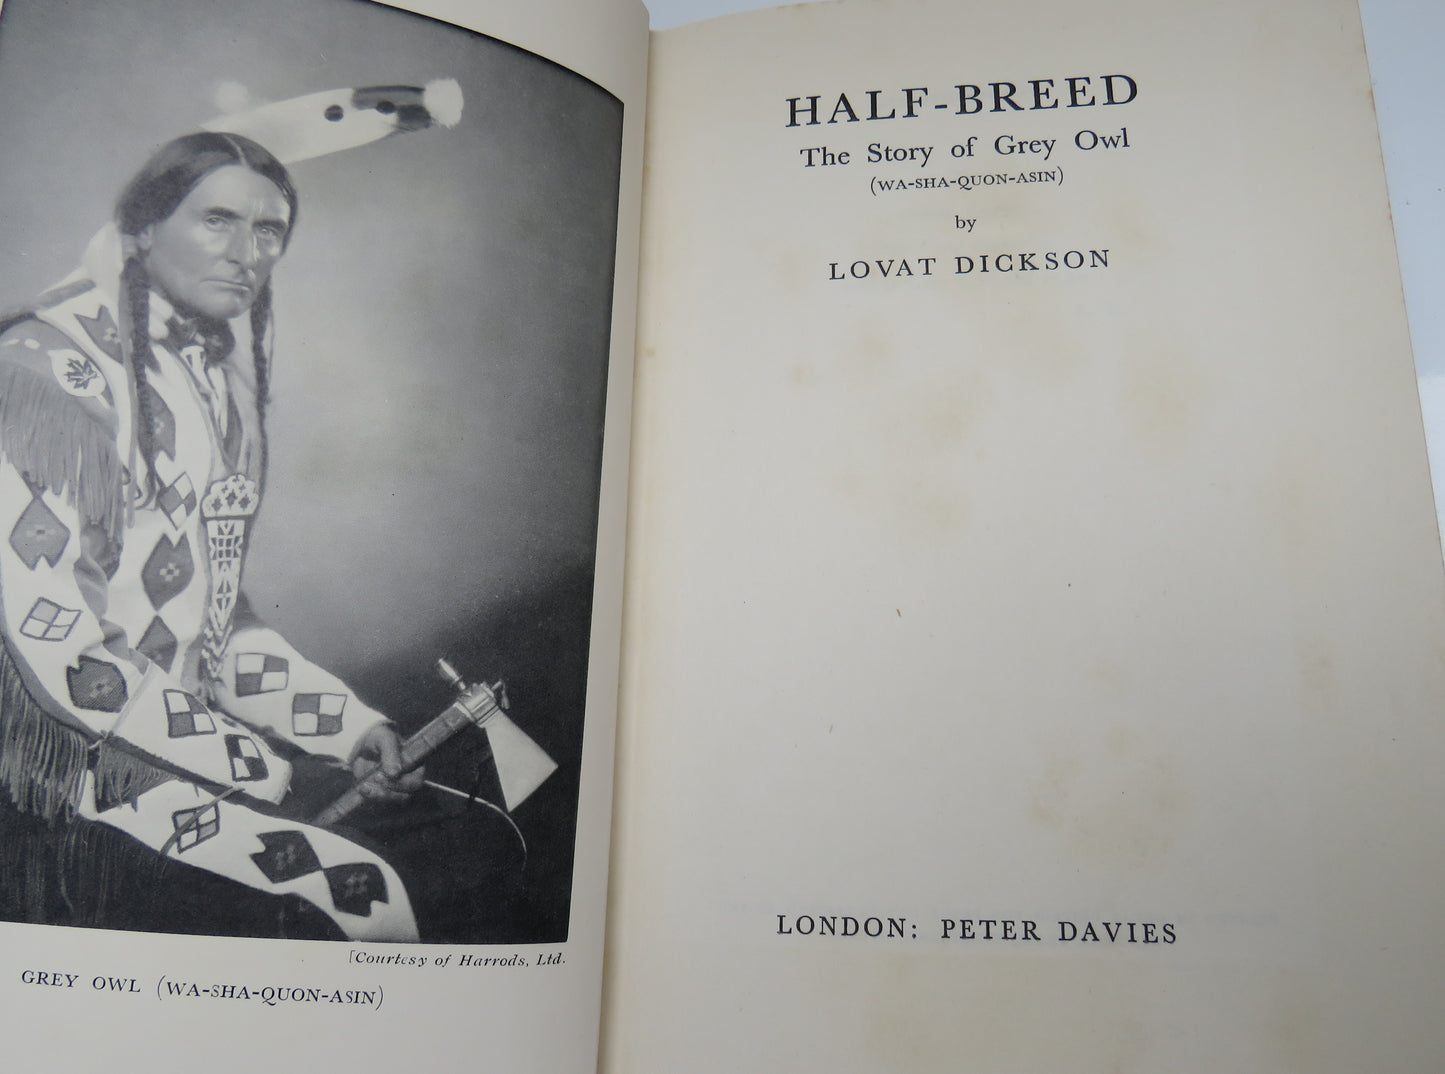 [Courtesy of Harrods, Ltd.
GREY OWL (WA-SHA-QUON-ASIN)
HALF-BREED
The Story of Grey Owl
(WA-SHA-QUON-ASIN)
by
LOVAT DICKSON
LONDON: PETER DAVIES